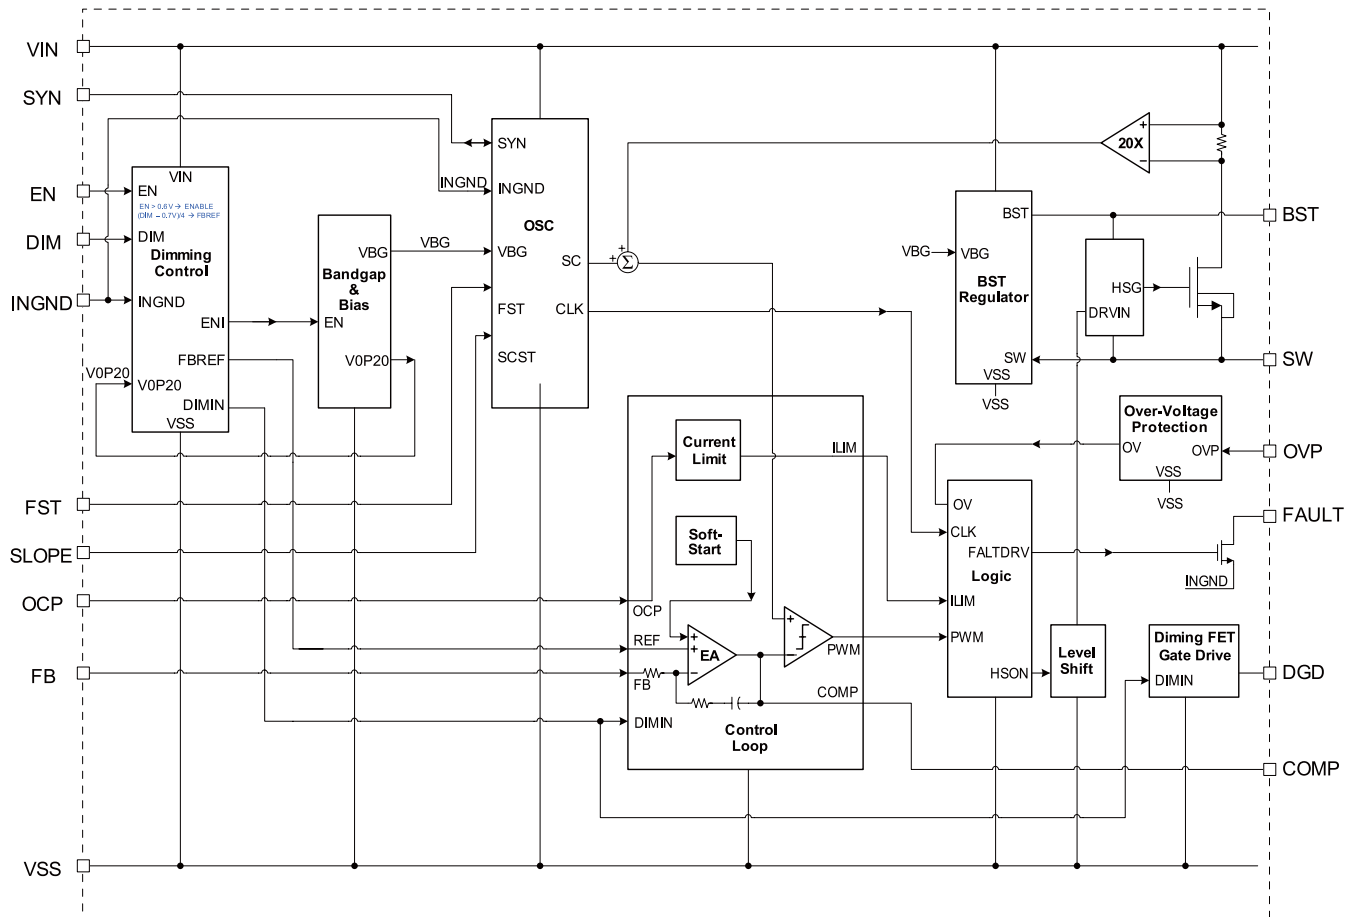 VIN
SYN
EN
DIM
INGND
FST
SLOPE
OCP
FB
VSS
VIN
EN
EN > 0.6V → ENABLE
(DIM – 0.7V)/4 → FBREF
DIM
Dimming
Control
INGND
ENI
FBREF
V0P20
V0P20
DIMIN
VSS
VBG
Bandgap
&
Bias
EN
V0P20
VBG
INGND
SYN
INGND
OSC
VBG
SC
FST
CLK
SCST
+
+
Σ
20X
+
–
VBG
BST
VBG
BST
Regulator
SW
VSS
VSS
HSG
DRVIN
Over-Voltage
Protection
OV
OVP
VSS
VSS
Current
Limit
ILIM
Soft-
Start
OCP
REF
+
+
–
EA
FB
+
–
PWM
COMP
DIMIN
Control
Loop
OV
CLK
FALTDRV
Logic
ILIM
PWM
HSON
Level
Shift
INGND
Diming FET
Gate Drive
DIMIN
BST
SW
OVP
FAULT
DGD
COMP